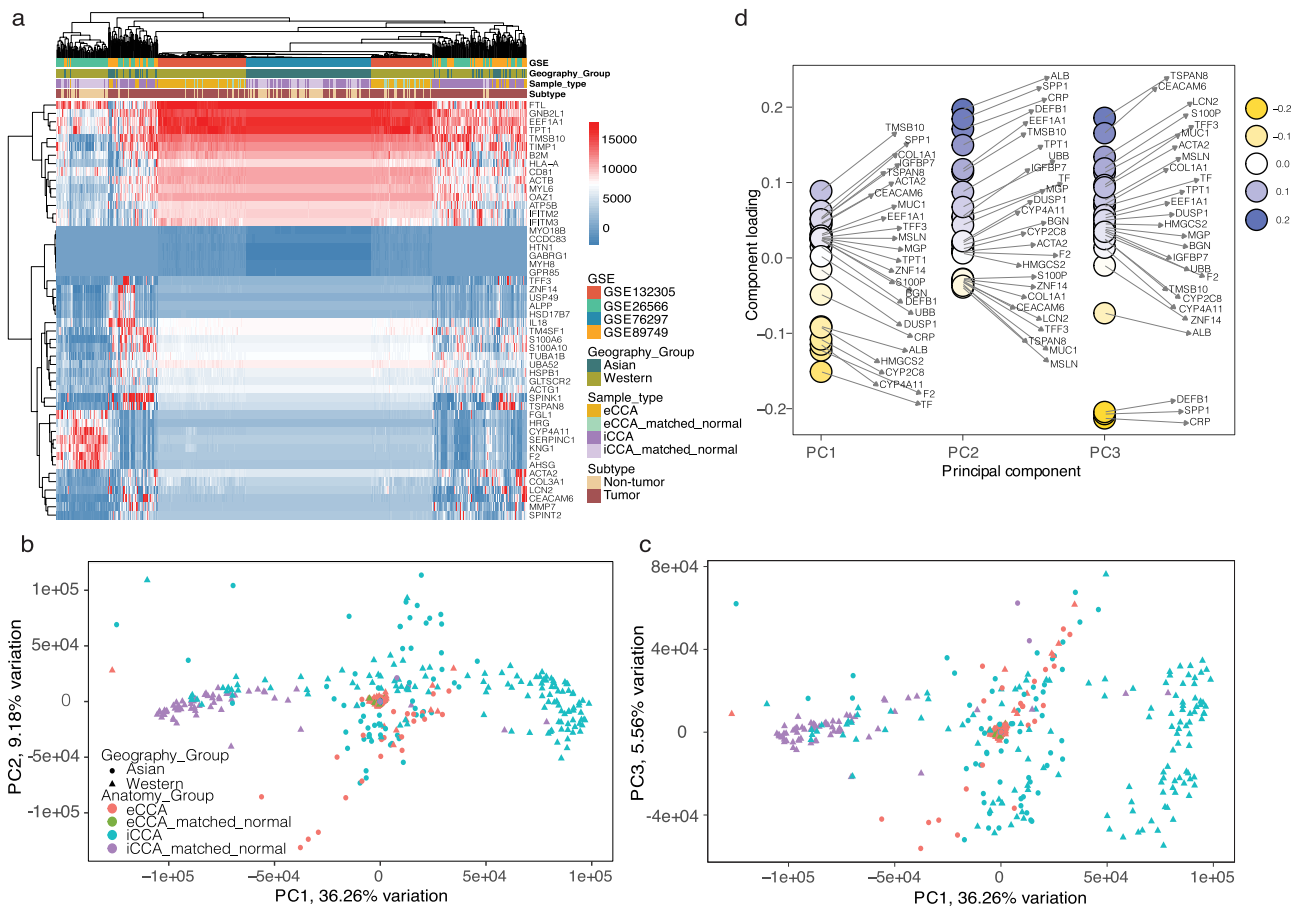 a
GSE
Geography_Group
Sample_type
Subtype
FTL
GNB2L1
EEF1A1
TPT1
TMSB10
TIMP1
B2M
HLA-A
CD81
ACTB
MYL6
OAZ1
ATP5B
IFITM2
IFITM3
MYO18B
CCDC83
HTN1
GABRG1
MYH8
GPR85
TFF3
ZNF14
USP49
ALPP
HSD17B7
IL18
TM4SF1
S100A6
S100A10
TUBA1B
UBA52
HSPB1
GLTSCR2
ACTG1
SPINK1
TSPAN8
FGL1
HRG
CYP4A11
SERPINC1
KNG1
F2
AHSG
ACTA2
COL3A1
LCN2
CEACAM6
MMP7
SPINT2
15000
10000
5000
GSE
GSE132305
GSE26566
GSE76297
GSE89749
Geography_Group
Asian
Western
Sample_type
eCCA
eCCA_matched_normal
iCCA
iCCA_matched_normal
Subtype
Non-tumor
Tumor
d
Component loading
0.2
0.1
0.0
−0.1
−0.2
TMSB10
SPP1
COL1A1
IGFBP7
TSPAN8
ACTA2
CEACAM6
MUC1
EEF1A1
TFF3
MSLN
MGP
TPT1
ZNF14
S100P
BGN
DEFB1
UBB
DUSP1
CRP
ALB
HMGCS2
CYP2C8
CYP4A11
F2
TF
ALB
SPP1
CRP
DEFB1
EEF1A1
TMSB10
TPT1
UBB
IGFBP7
TF
MGP
DUSP1
CYP4A11
BGN
CYP2C8
ACTA2
F2
HMGCS2
S100P
ZNF14
COL1A1
CEACAM6
LCN2
TFF3
TSPAN8
MUC1
MSLN
TSPAN8
CEACAM6
LCN2
S100P
TFF3
MUC1
ACTA2
MSLN
COL1A1
TF
TPT1
EEF1A1
DUSP1
HMGCS2
MGP
BGN
IGFBP7
UBB
F2
TMSB10
CYP2C8
CYP4A11
ZNF14
ALB
DEFB1
SPP1
CRP
PC1
PC2
PC3
Principal component
-0.2
-0.1
0.0
0.1
0.2
b
PC2, 9.18% variation
1e+05
5e+04
0
−5e+04
−1e+05
Geography_Group
Asian
Western
Anatomy_Group
eCCA
eCCA_matched_normal
iCCA
iCCA_matched_normal
−1e+05
−5e+04
0
5e+04
1e+05
PC1, 36.26% variation
c
PC3, 5.56% variation
8e+04
4e+04
0
−4e+04
−1e+05
−5e+04
0
5e+04
1e+05
PC1, 36.26% variation